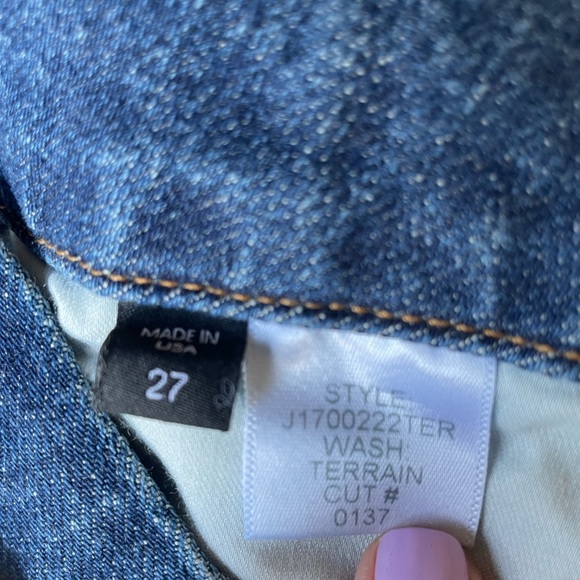 MADE IN
USA
27
STYLE
J1700222TER
WASH:
TERRAIN
CUT #
0137